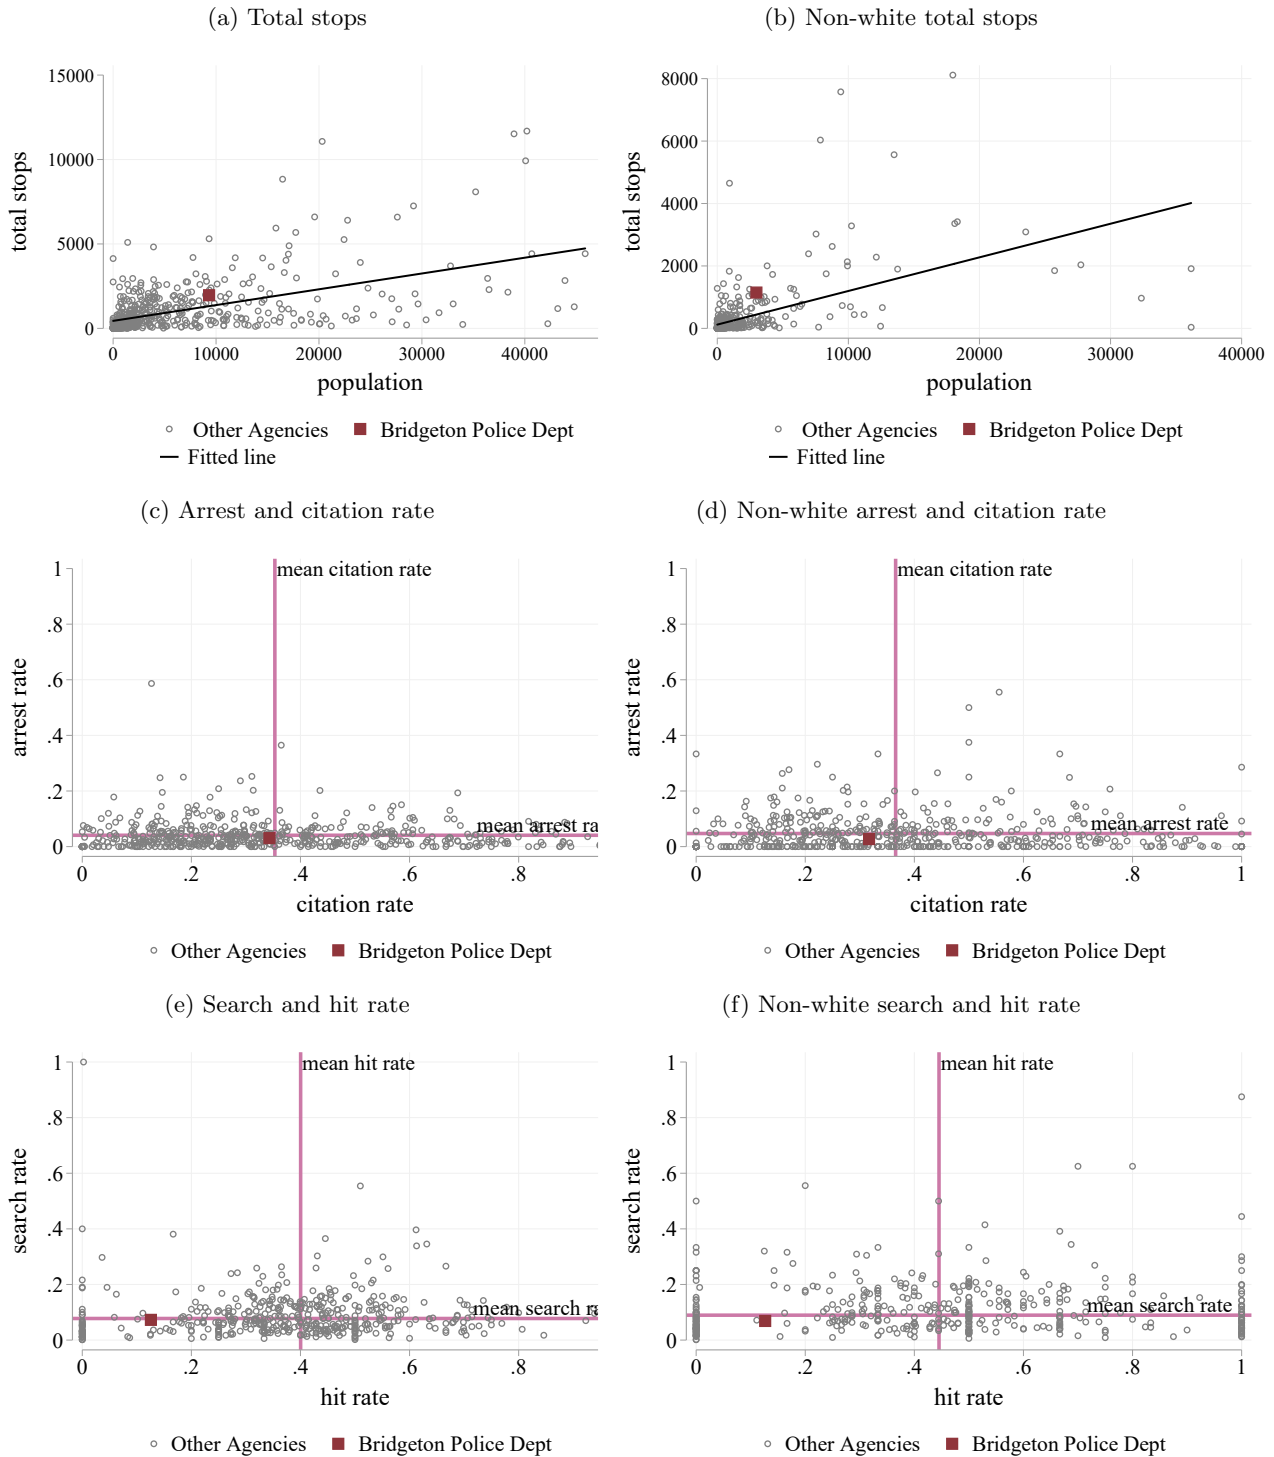 (a) Total stops
(b) Non-white total stops
15000
10000
5000
0
total stops
0 10000 20000 30000 40000
population
Other Agencies Bridgeton Police Dept
Fitted line
8000
6000
4000
2000
0
total stops
0 10000 20000 30000 40000
population
Other Agencies Bridgeton Police Dept
Fitted line
(c) Arrest and citation rate
(d) Non-white arrest and citation rate
mean citation rate
1
.8
.6
.4
.2
0
arrest rate
mean arrest ra
0 .2 .4 .6 .8
citation rate
Other Agencies Bridgeton Police Dept
mean citation rate
1
.8
.6
.4
.2
0
arrest rate
mean arrest rate
0 .2 .4 .6 .8 1
citation rate
Other Agencies Bridgeton Police Dept
(e) Search and hit rate
(f) Non-white search and hit rate
mean hit rate
1
.8
.6
.4
.2
0
search rate
mean search ra
0 .2 .4 .6 .8
hit rate
Other Agencies Bridgeton Police Dept
mean hit rate
1
.8
.6
.4
.2
0
search rate
mean search rate
0 .2 .4 .6 .8 1
hit rate
Other Agencies Bridgeton Police Dept